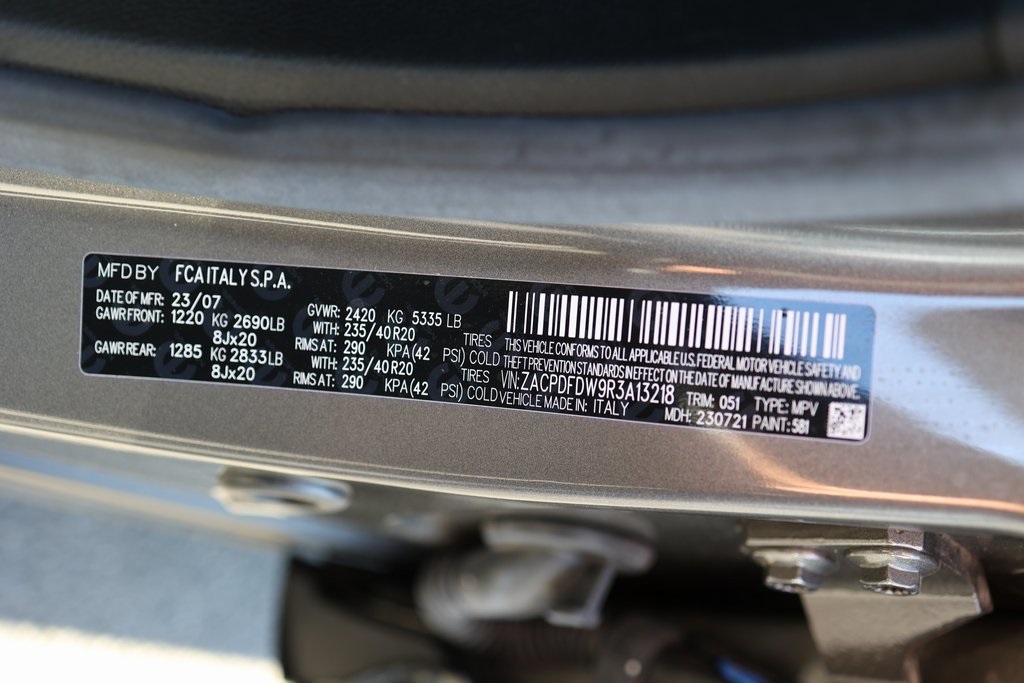 MFD BY FCA ITALY S.P.A.
DATE OF MFR: 23/07 GVWR: 2420 KG 5335 LB
GAWR FRONT: 1220 KG 2690LB WITH: 235/40R20 TIRES
8Jx20 RIMS AT: 290 KPA(42 PSI) COLD
GAWR REAR: 1285 KG 2833LB WITH: 235/40R20 TIRES
8Jx20 RIMS AT: 290 KPA(42 PSI) COLD
THIS VEHICLE CONFORMS TO ALL APPLICABLE U.S. FEDERAL MOTOR VEHICLE SAFETY AND
THEFT PREVENTION STANDARDS IN EFFECT ON THE DATE OF MANUFACTURE SHOWN ABOVE.
VIN: ZACPDFDW9R3A13218 TRIM: 051 TYPE: MPV
VEHICLE MADE IN: ITALY MDH: 230721 PAINT: 581